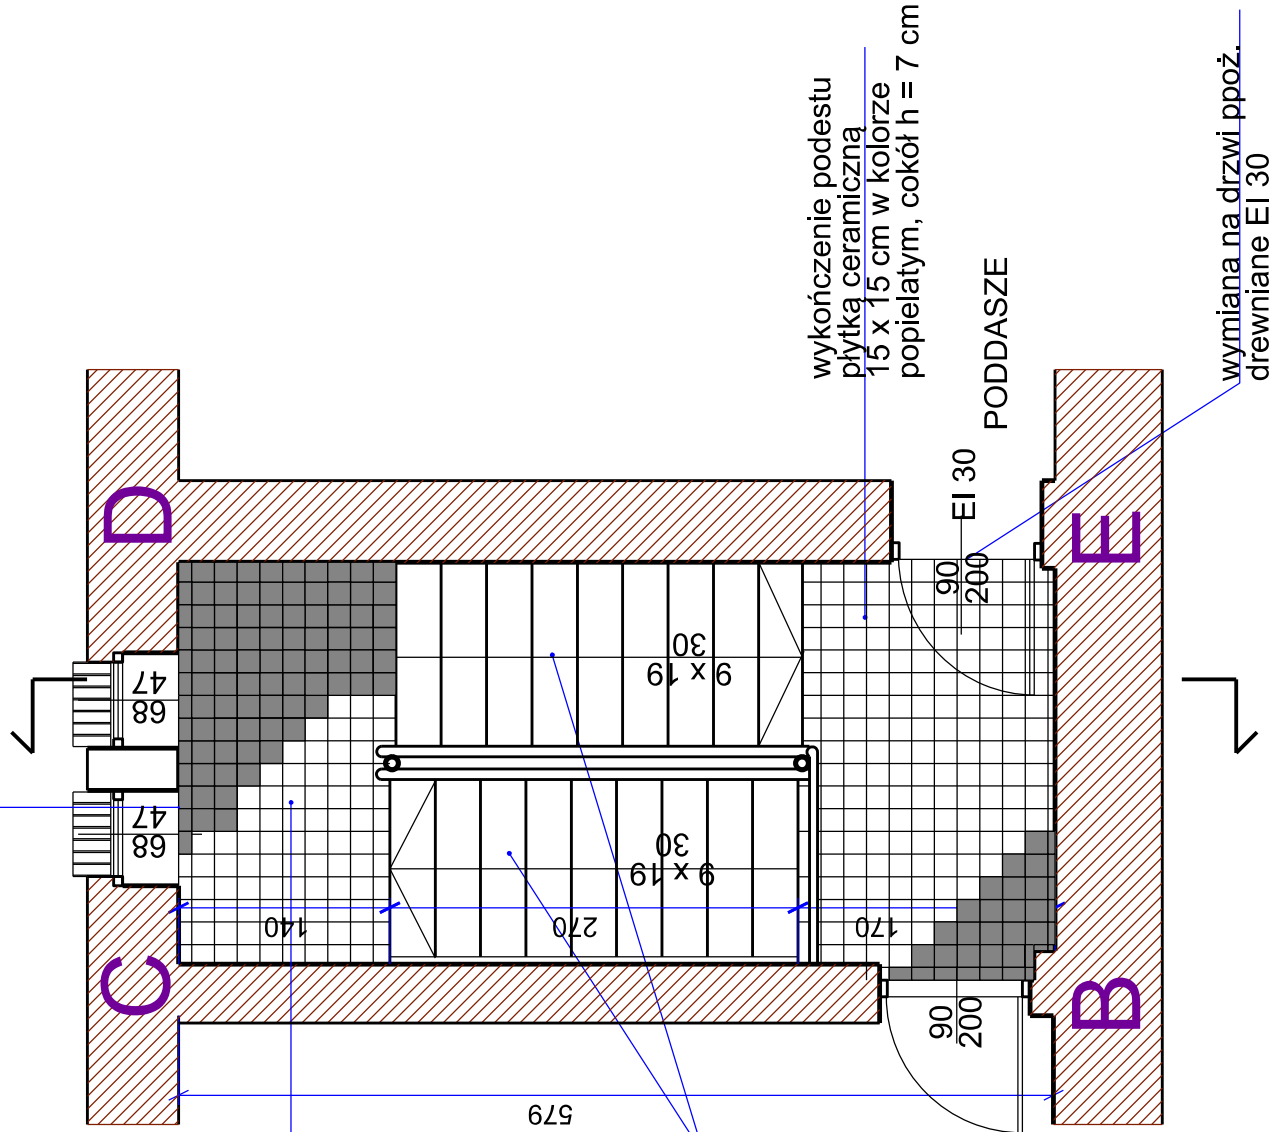 wykończenie podestu
płytką ceramiczną
15 x 15 cm w kolorze
popielatym, cokół h = 7 cm
PODDASZE
wymiana na drzwi ppoż.
drewniane EI 30
EI 30
90
200
D
E
C
B
47
68
47
68
9 x 19
30
9 x 19
30
140
270
170
90
200
579